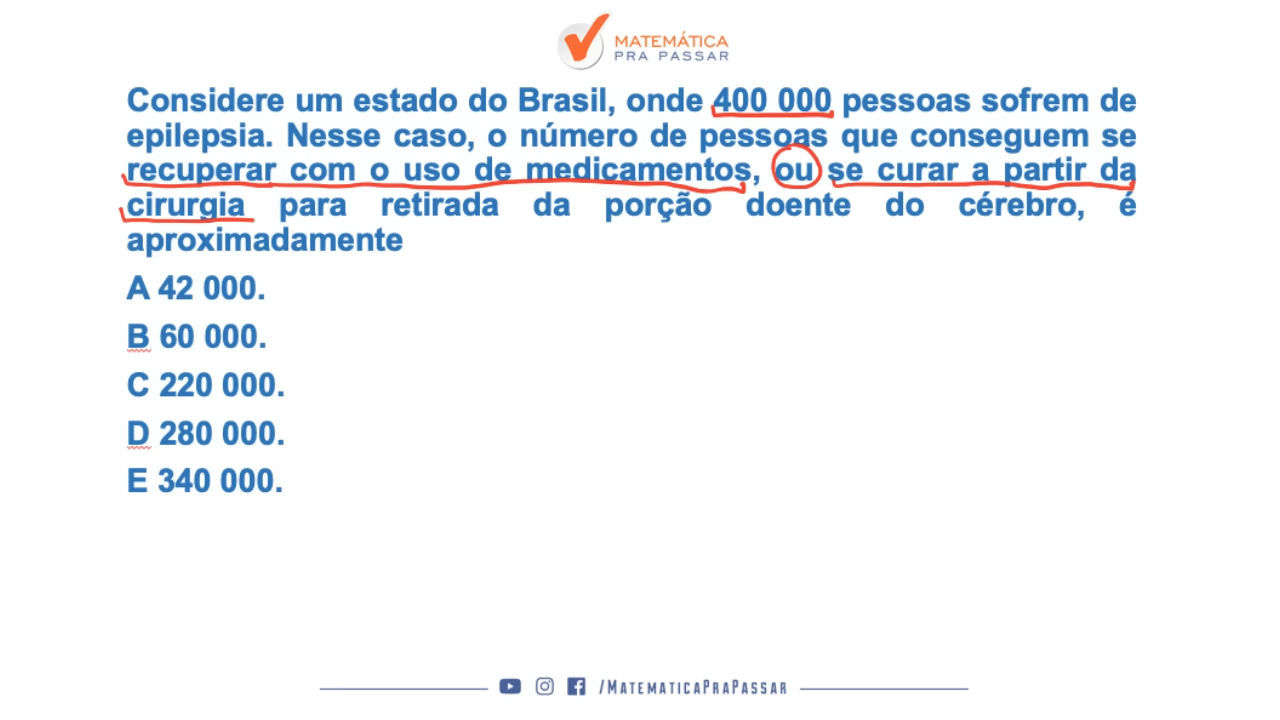 MATEMÁTICA
PRA PASSAR
Considere um estado do Brasil, onde 400 000 pessoas sofrem de
epilepsia. Nesse caso, o número de pessoas que conseguem se
recuperar com o uso de medicamentos, ou se curar a partir da
cirurgia para retirada da porção doente do cérebro, é
aproximadamente
A 42 000.
B 60 000.
C 220 000.
D 280 000.
E 340 000.
/MATEMATICAPRAPASSAR